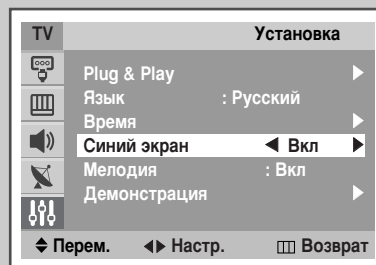 TV Установка
Plug & Play
Язык : Русский
Время
Синий экран Вкл
Мелодия : Вкл
Демонстрация
Перем. Настр. Возврат